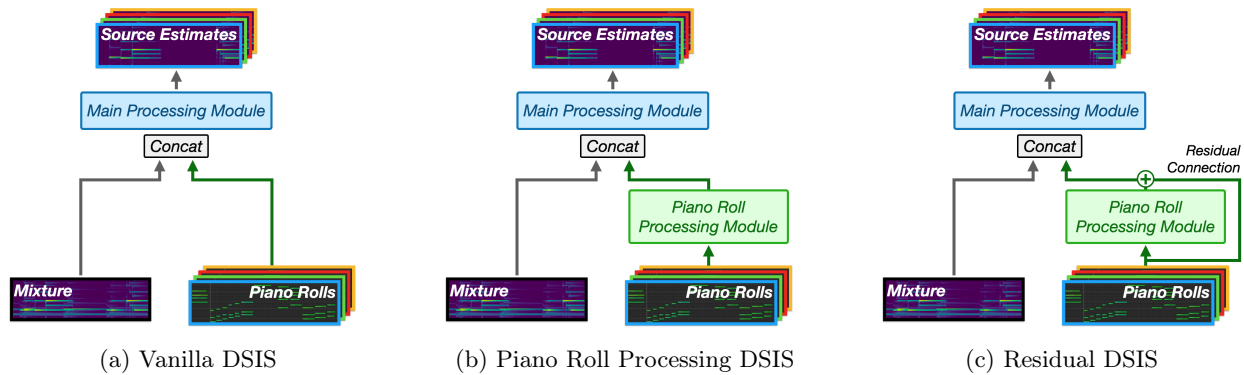 Source Estimates
Main Processing Module
Concat
Mixture
Piano Rolls
(a) Vanilla DSIS
Source Estimates
Main Processing Module
Concat
Piano Roll
Processing Module
Mixture
Piano Rolls
(b) Piano Roll Processing DSIS
Source Estimates
Main Processing Module
Concat
Residual
Connection
Piano Roll
Processing Module
Mixture
Piano Rolls
(c) Residual DSIS